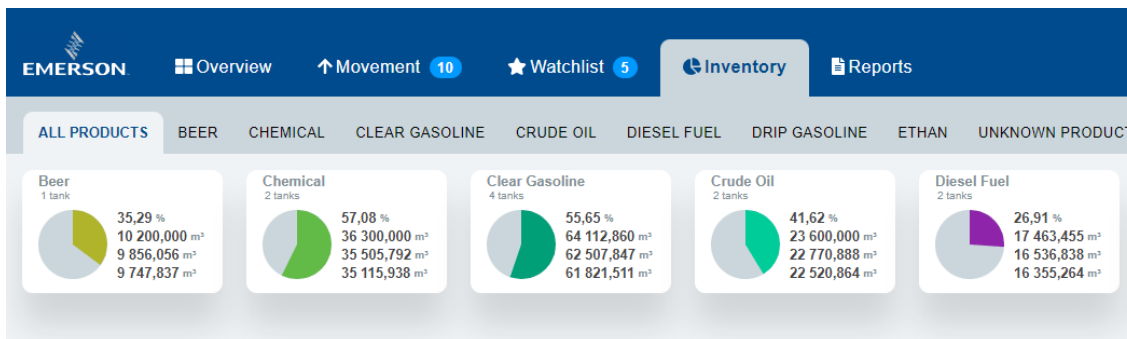 EMERSON
Overview Movement 10 Watchlist 5 Inventory Reports
ALL PRODUCTS BEER CHEMICAL CLEAR GASOLINE CRUDE OIL DIESEL FUEL DRIP GASOLINE ETHAN UNKNOWN PRODUCT
Beer
1 tank
35,29 %
10 200,000 m³
9 856,056 m³
9 747,837 m³
Chemical
2 tanks
57,08 %
36 300,000 m³
35 505,792 m³
35 115,938 m³
Clear Gasoline
4 tanks
55,65 %
64 112,860 m³
62 507,847 m³
61 821,511 m³
Crude Oil
2 tanks
41,62 %
23 600,000 m³
22 770,888 m³
22 520,864 m³
Diesel Fuel
2 tanks
26,91 %
17 463,455 m³
16 536,838 m³
16 355,264 m³